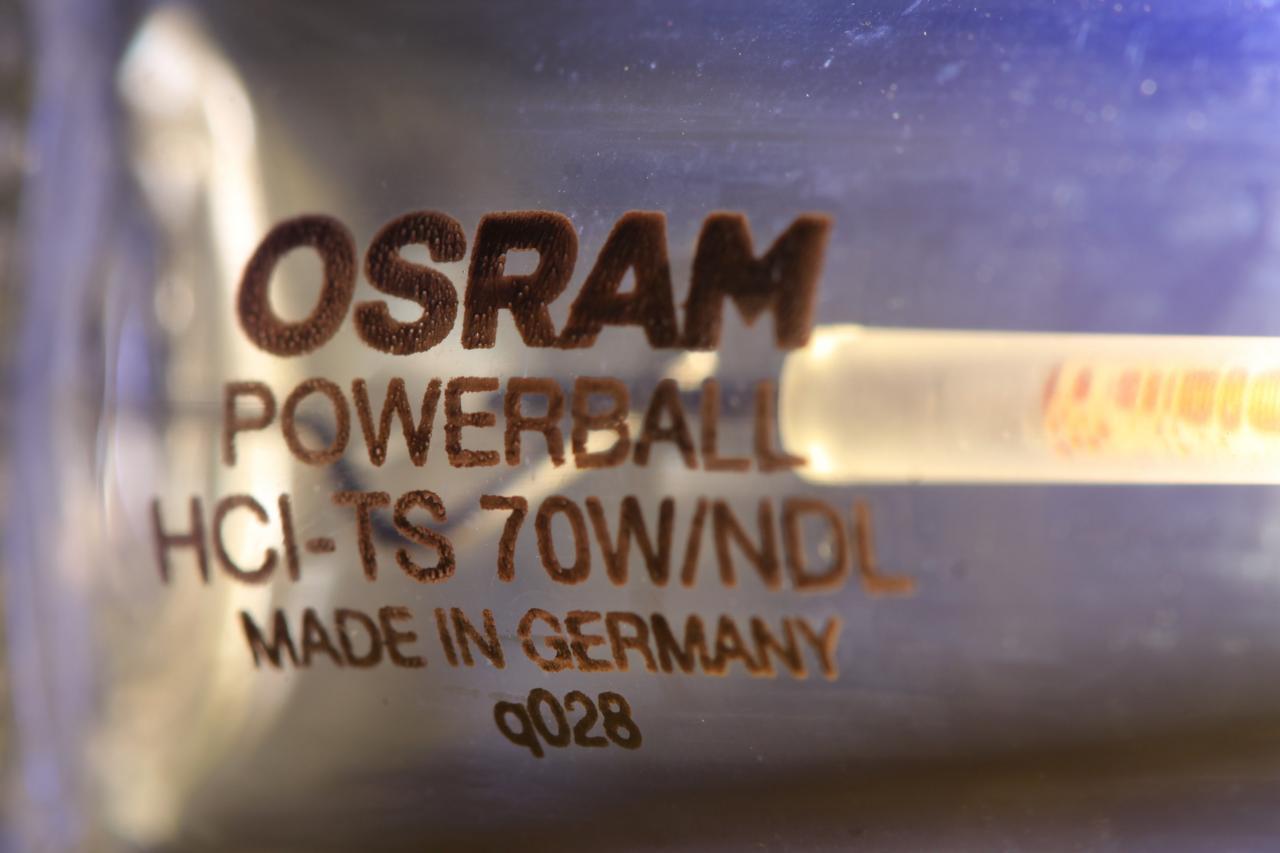 OSRAM
POWERBALL
HCI-TS 70W/NDL
MADE IN GERMANY
q028